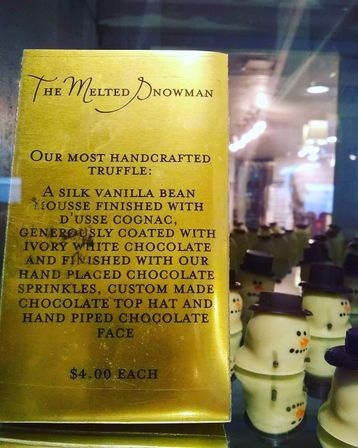 The Melted Snowman
Our most handcrafted
truffle:
A silk vanilla bean
mousse finished with
D'usse Cognac,
generously coated with
ivory white chocolate
and finished with our
hand placed chocolate
sprinkles, custom made
chocolate top hat and
hand piped chocolate
face
$4.00 each